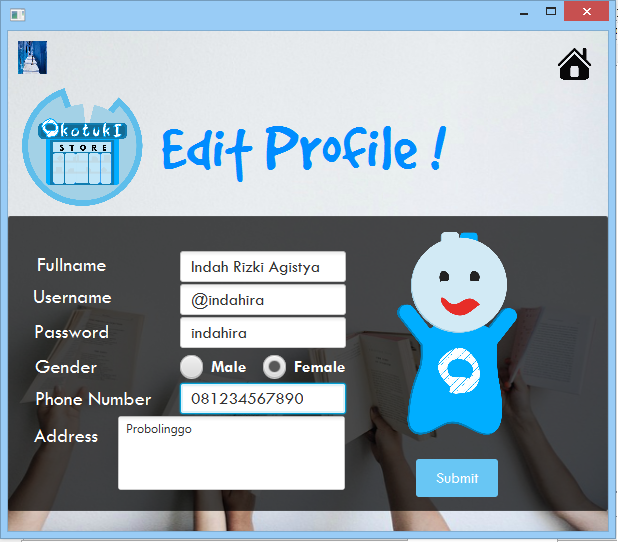 OkotukI
STORE
Edit Profile !
Fullname
Indah Rizki Agistya
Username
@indahira
Password
indahira
Gender
Male
Female
Phone Number
081234567890
Address
Probolinggo
Submit